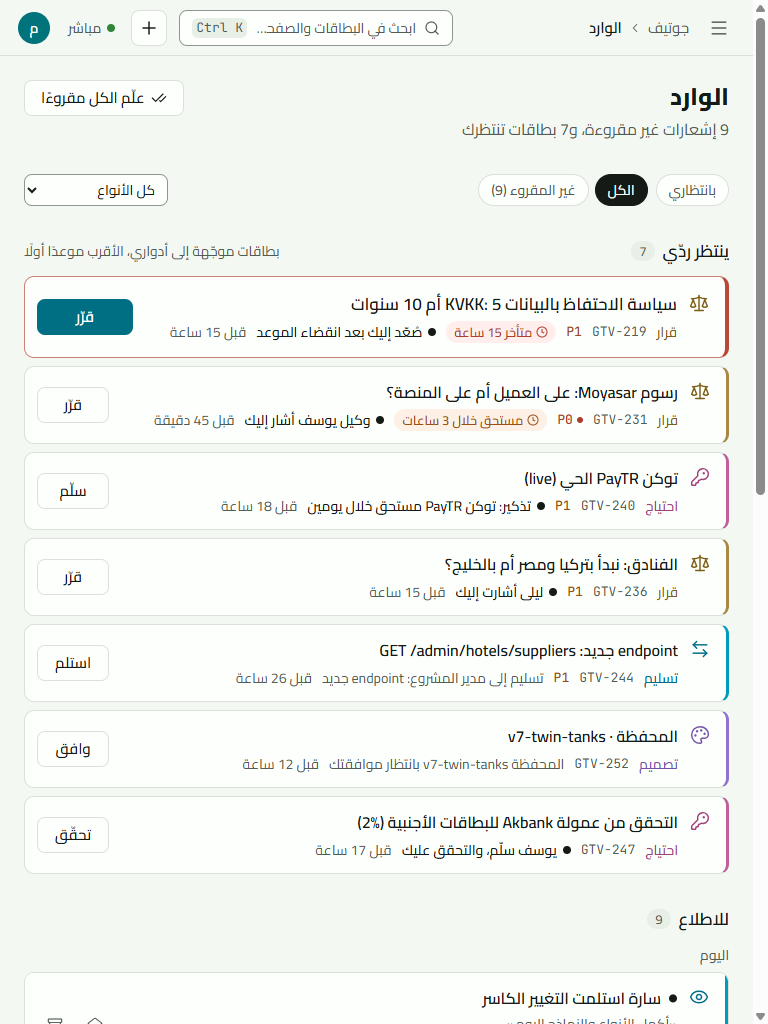 جوتيف
الوارد
ابحث في البطاقات والصفحـ... Ctrl K
مباشر
م
الوارد
9 إشعارات غير مقروءة، و7 بطاقات تنتظرك
علّم الكل مقروءًا
بانتظاري
الكل
غير المقروء (9)
كل الأنواع
ينتظر ردّي 7
بطاقات موجّهة إلى أدواري، الأقرب موعدًا أولًا
سياسة الاحتفاظ بالبيانات KVKK: 5 أم 10 سنوات
قرار GTV-219 P1 متأخر 15 ساعة صُعّد إليك بعد انقضاء الموعد قبل 15 ساعة
قرّر
رسوم Moyasar: على العميل أم على المنصة؟
قرار GTV-231 P0 مستحق خلال 3 ساعات وكيل يوسف أشار إليك قبل 45 دقيقة
قرّر
توكن PayTR الحي (live)
احتياج GTV-240 P1 تذكير: توكن PayTR مستحق خلال يومين قبل 18 ساعة
سلّم
الفنادق: نبدأ بتركيا ومصر أم بالخليج؟
قرار GTV-236 P1 ليلى أشارت إليك قبل 15 ساعة
قرّر
endpoint جديد: GET /admin/hotels/suppliers
تسليم GTV-244 P1 تسليم إلى مدير المشروع: endpoint جديد قبل 26 ساعة
استلم
المحفظة · v7-twin-tanks
تصميم GTV-252 المحفظة v7-twin-tanks بانتظار موافقتك قبل 12 ساعة
وافق
التحقق من عمولة Akbank للبطاقات الأجنبية (2%)
احتياج GTV-247 يوسف سلّم، والتحقق عليك قبل 17 ساعة
تحقّق
للاطلاع 9
اليوم
سارة استلمت التغيير الكاسر